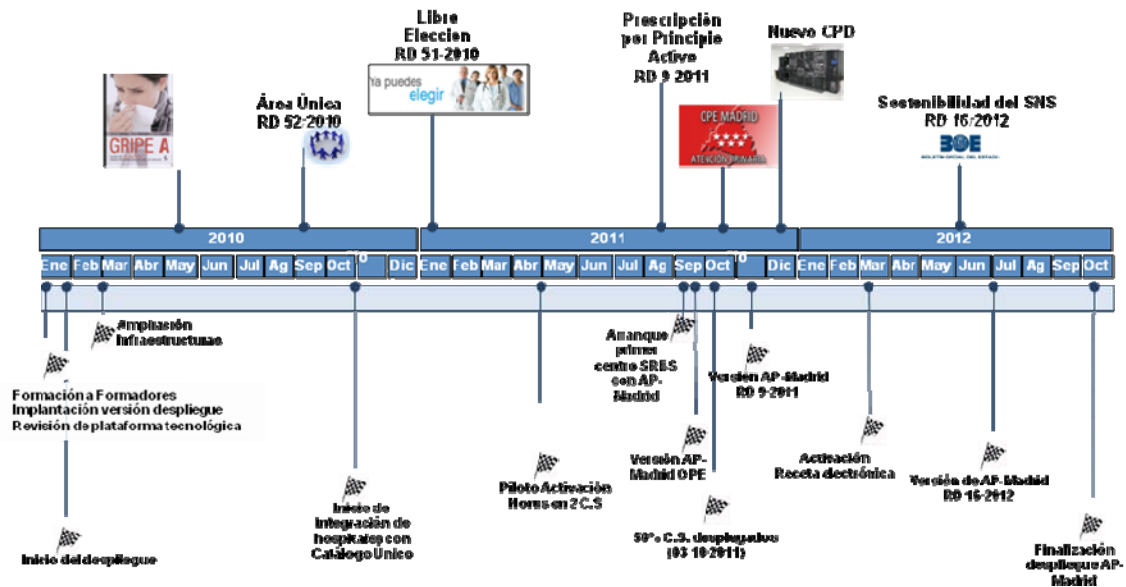 Libre
Eleccion
RD 51-2010
Prescripción
por Principio
Activo
RD 9-2011
Nuevo CPD
Ya puedes
elegir
Área Única
RD 52-2010
GRIPE A
CPE MADRID
ATENCIÓN PRIMARIA
Sostenibilidad del SNS
RD 16/2012
BOE
BOLETIN OFICIAL DEL ESTADO
2010
2011
2012
Ene Feb Mar Abr May Jun Jul Ag Sep Oct Dic Ene Feb Mar Abr May Jun Jul Ag Sep Oct Dic Ene Feb Mar Abr May Jun Jul Ag Sep Oct
Ampliación
Infraestructuras
Formación a Formadores
Implantación versión despliegue
Revisión de plataforma tecnológica
Inicio del despliegue
Inicio de
Integración de
hospitales con
Catálogo Único
Piloto Activación
Horus en 2 C.S
Arranque
primer
centro SRBS
con AP-
Madrid
Versión AP-
Madrid OPE
50% C.S. desplegados
(03-10-2011)
Versión AP-Madrid
RD 9-2011
Activación
Receta electrónica
Versión de AP-Madrid
RD 16-2012
Finalización
despliegue AP-
Madrid